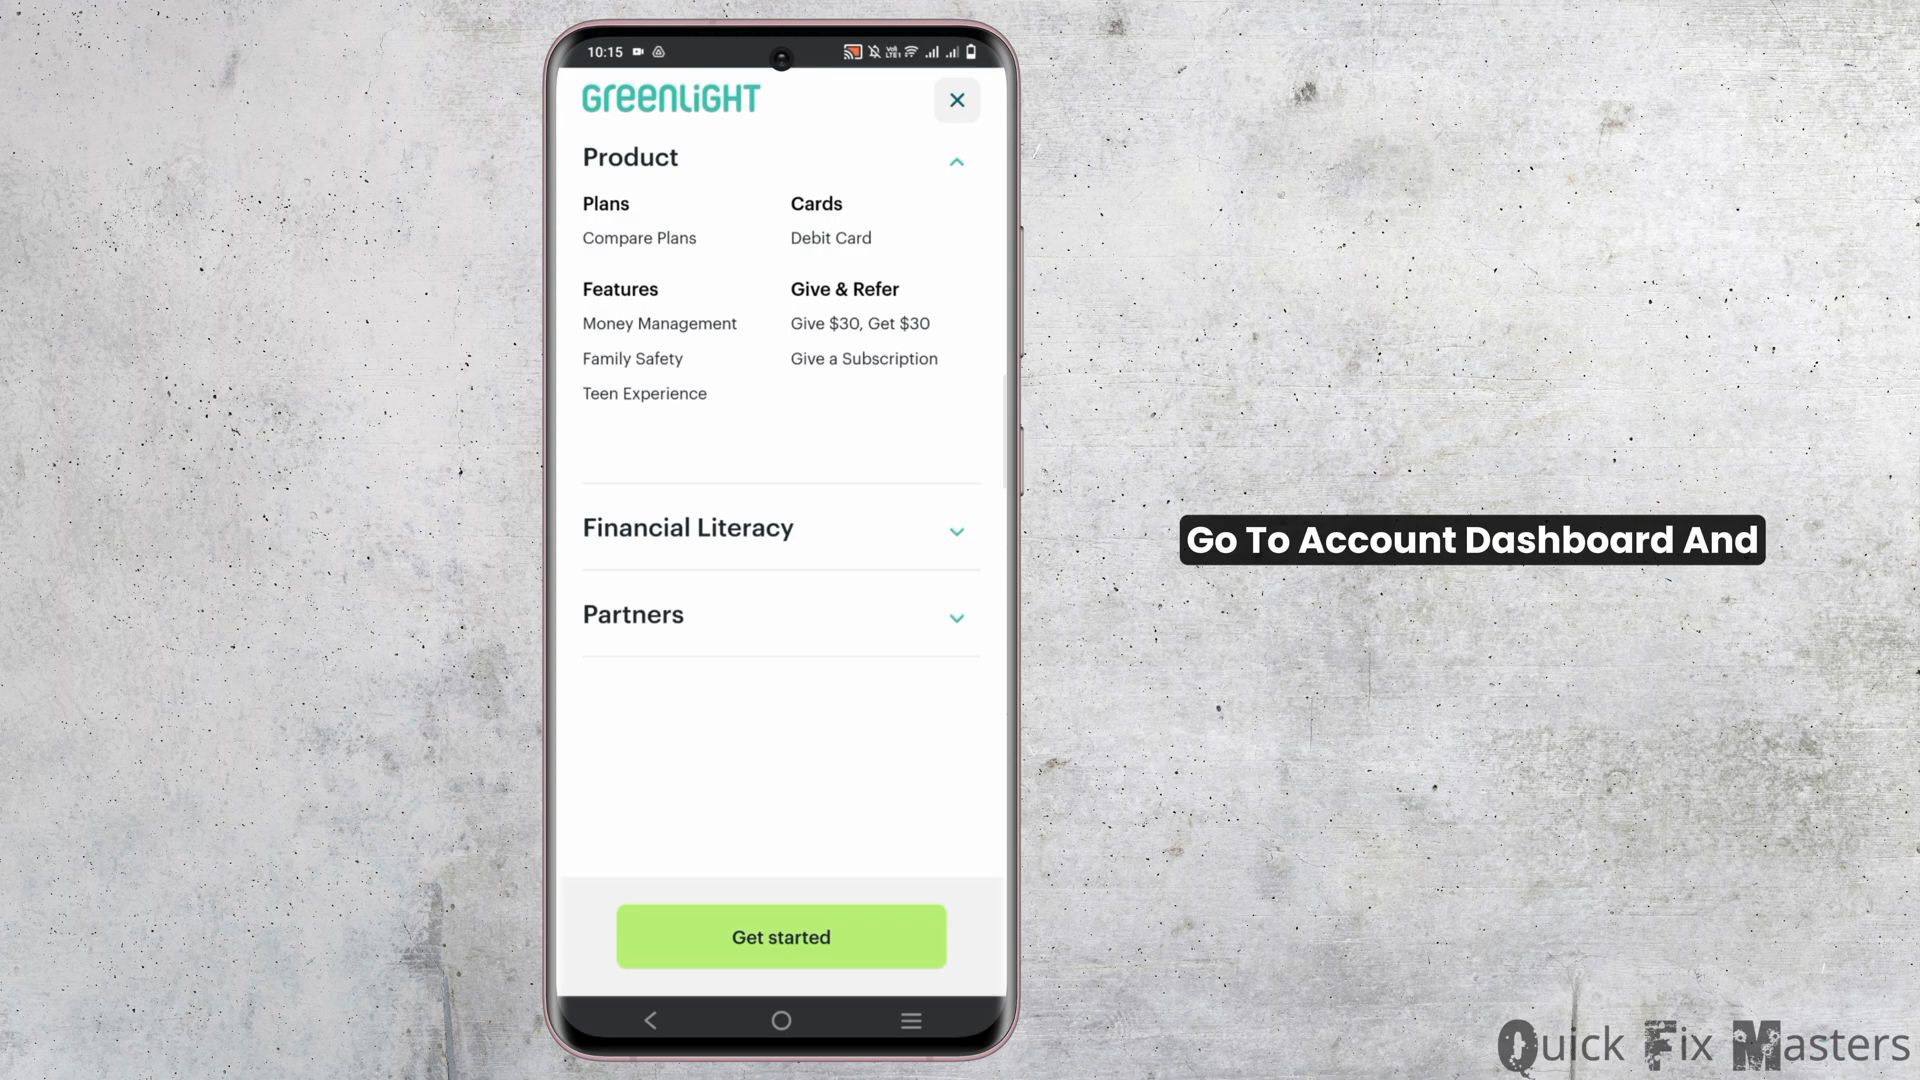 10:15
GREENLIGHT
Product
Plans
Cards
Compare Plans
Debit Card
Features
Give & Refer
Money Management
Give $30, Get $30
Family Safety
Give a Subscription
Teen Experience
Financial Literacy
Go To Account Dashboard And
Partners
Get started
Quick Fix Masters